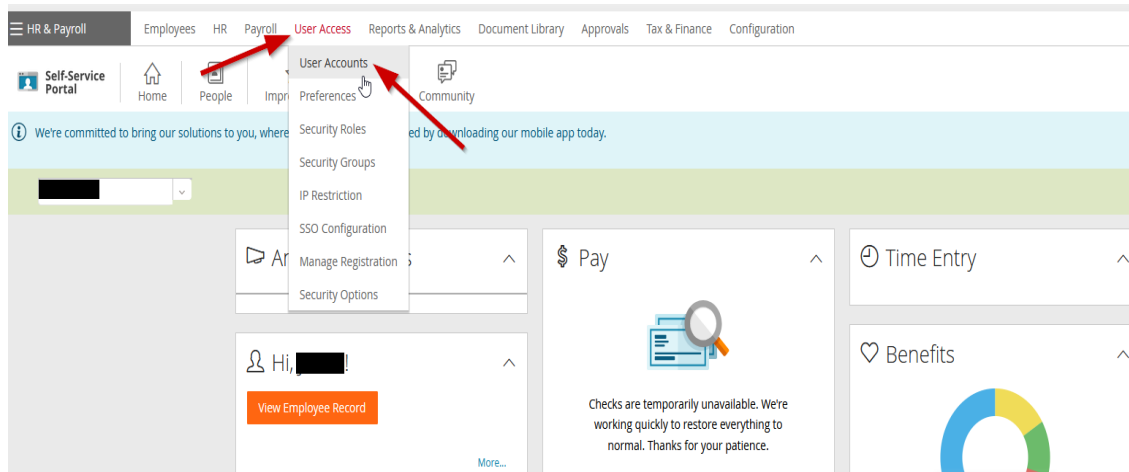 HR & Payroll Employees HR Payroll User Access Reports & Analytics Document Library Approvals Tax & Finance Configuration
User Accounts
Preferences
Security Roles
Security Groups
IP Restriction
SSO Configuration
Manage Registration
Security Options
Self-Service
Portal
Home People Community
We're committed to bring our solutions to you, by downloading our mobile app today.
Pay
Time Entry
Hi, !
View Employee Record
More...
Checks are temporarily unavailable. We're
working quickly to restore everything to
normal. Thanks for your patience.
Benefits